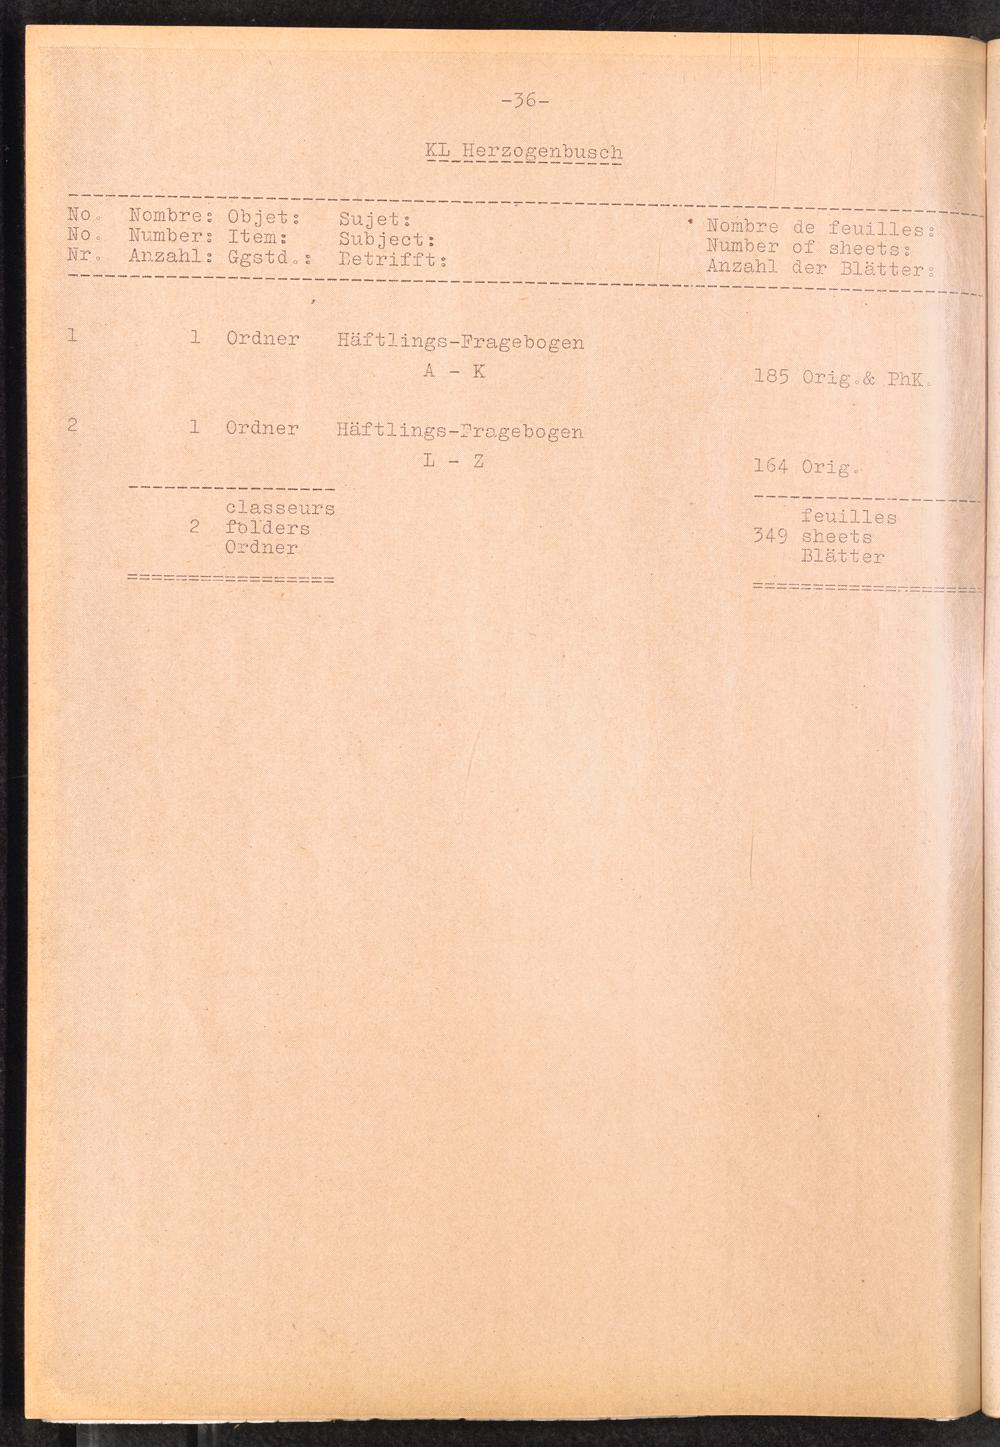 -36-
KL Herzogenbusch
No. Nombre: Objet: Sujet: Nombre de feuilles:
No. Number: Item: Subject: Number of sheets:
Nr. Anzahl: Ggstd.: Betrifft: Anzahl der Blätter:
1 1 Ordner Häftlings-Fragebogen
A - K 185 Orig.& PhK.
2 1 Ordner Häftlings-Fragebogen
L - Z 164 Orig.
classeurs feuilles
2 folders 349 sheets
Ordner Blätter